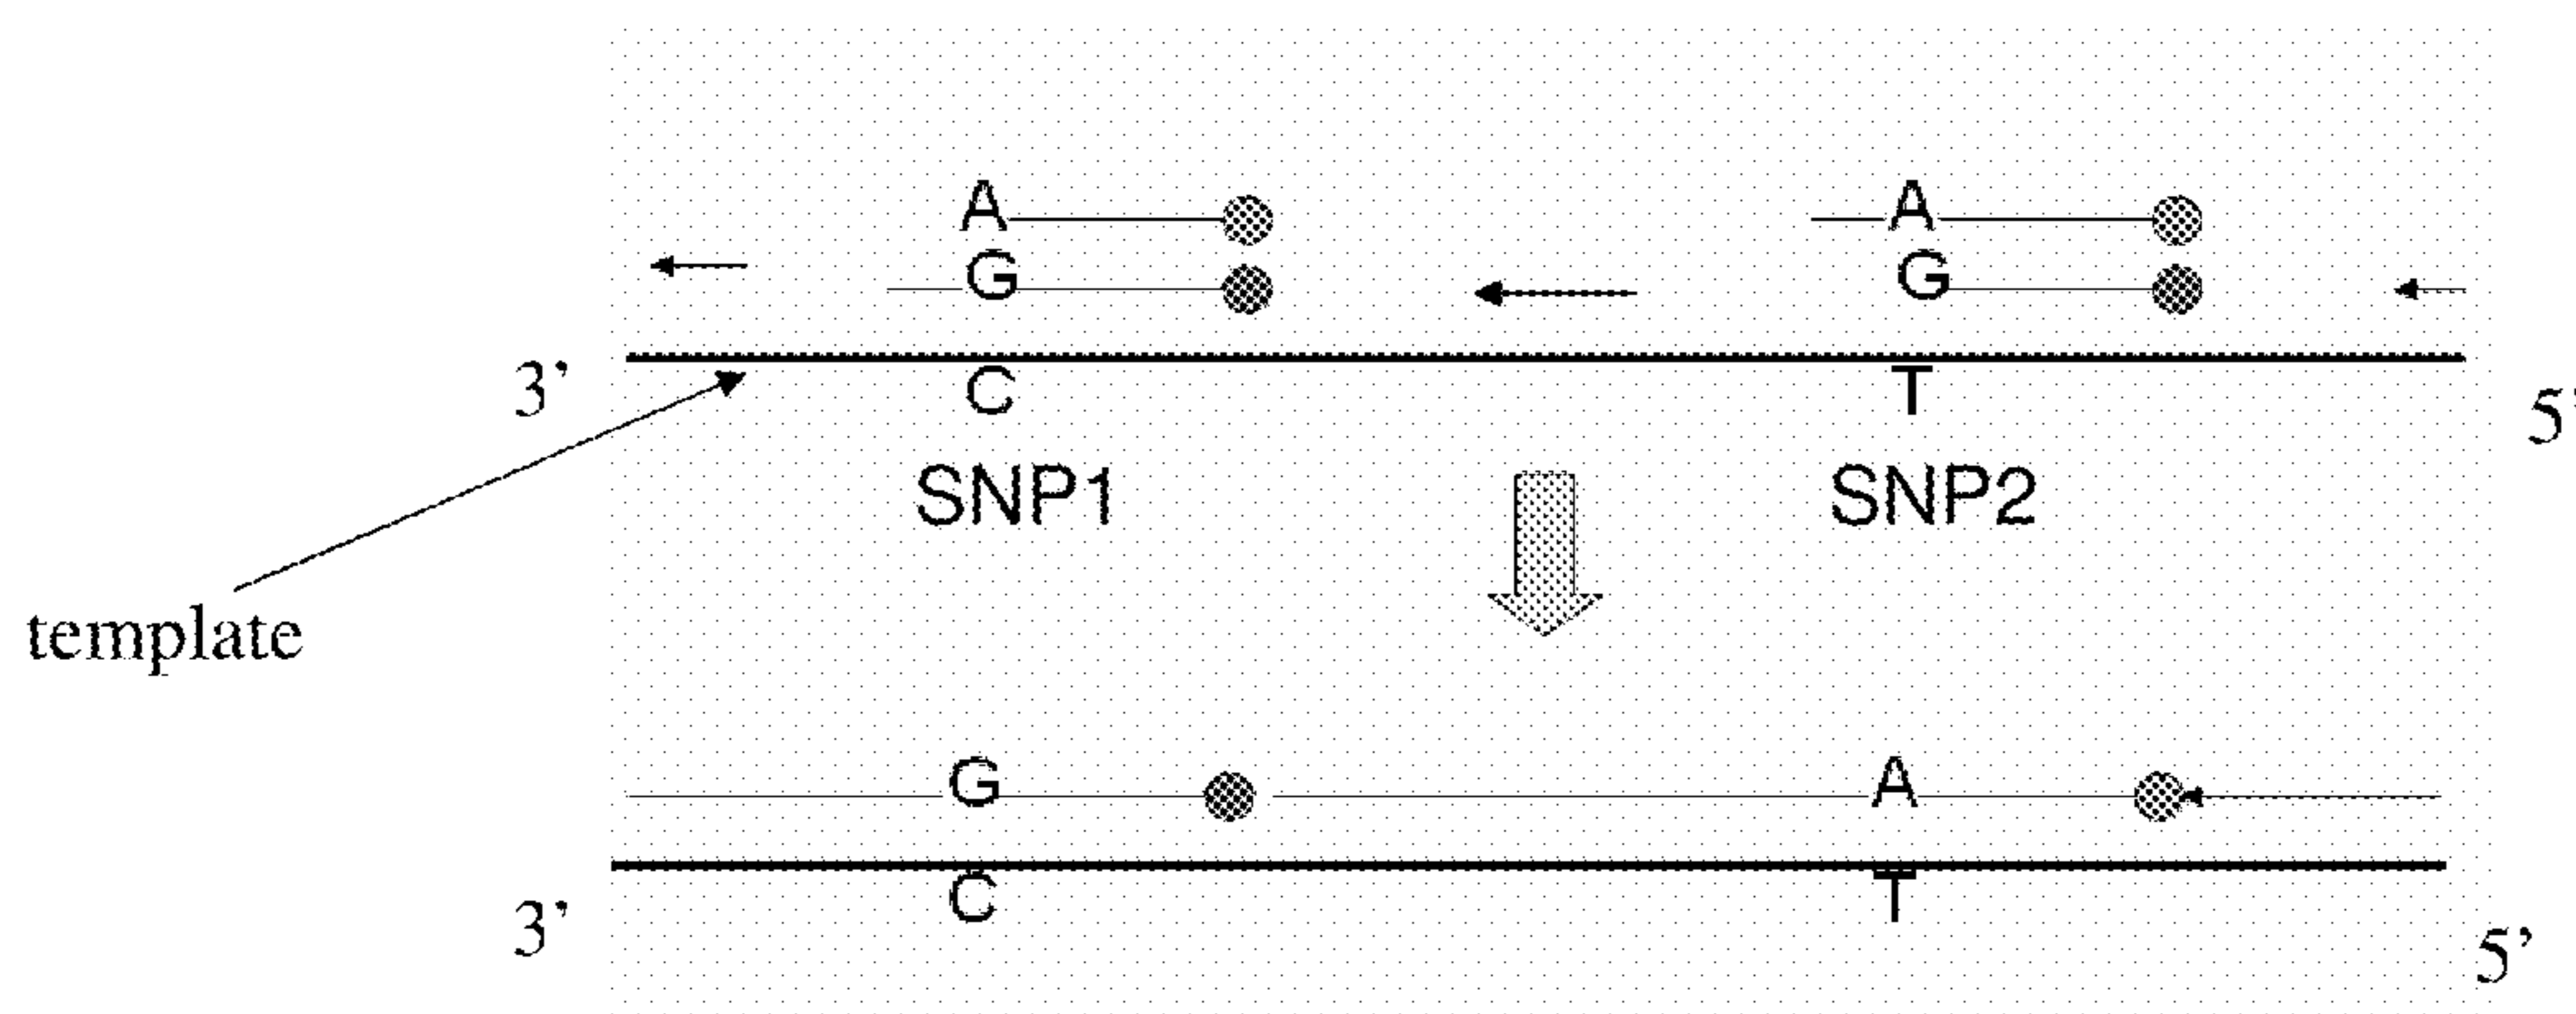 A A
G G
3’ C T 5’
SNP1 SNP2
template
G A
C T
3’ 5’